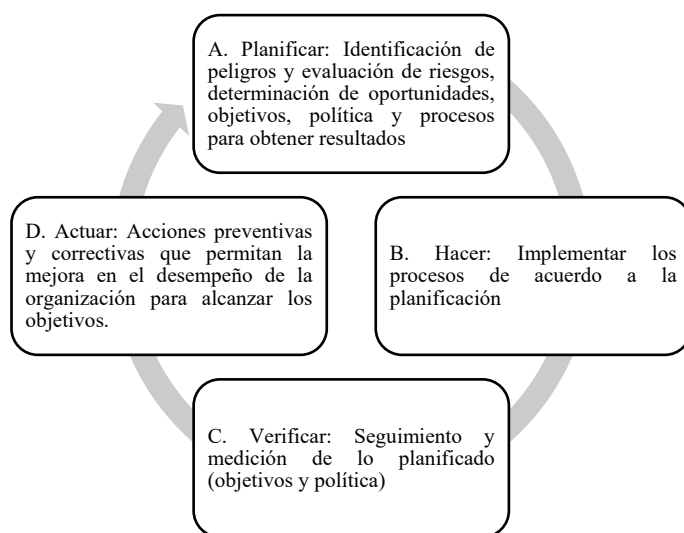 A. Planificar: Identificación de
peligros y evaluación de riesgos,
determinación de oportunidades,
objetivos, política y procesos
para obtener resultados
D. Actuar: Acciones preventivas
y correctivas que permitan la
mejora en el desempeño de la
organización para alcanzar los
objetivos.
B. Hacer: Implementar los
procesos de acuerdo a la
planificación
C. Verificar: Seguimiento y
medición de lo planificado
(objetivos y política)